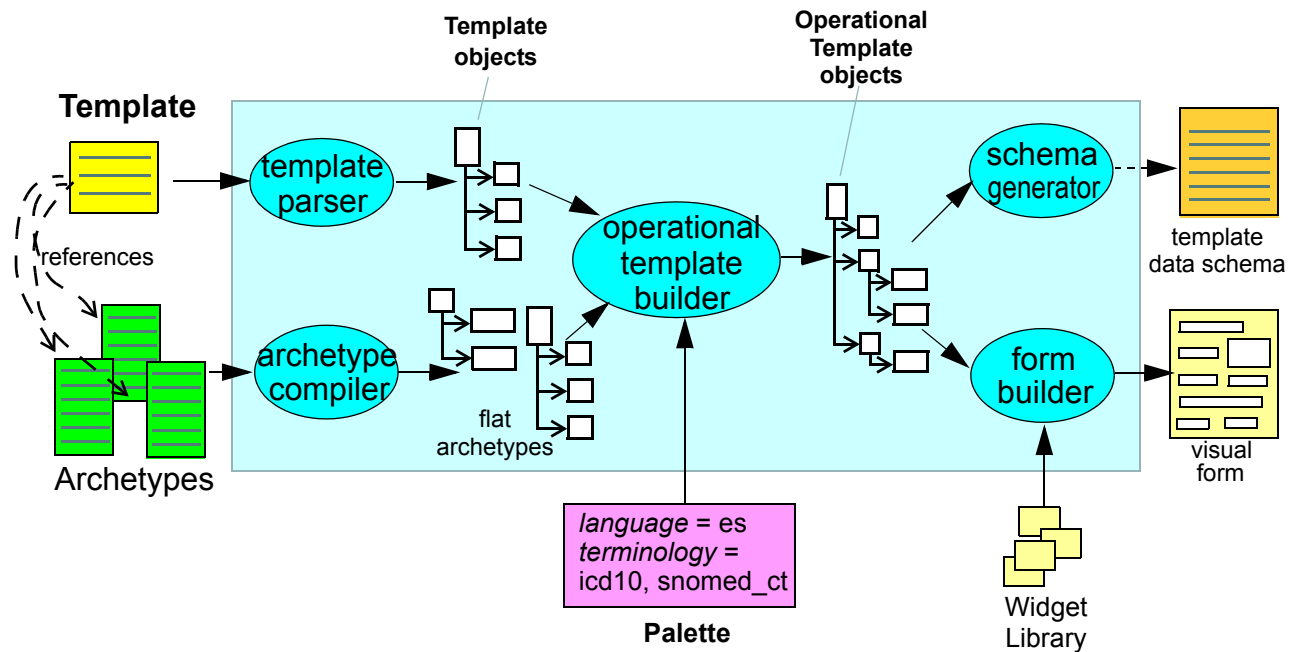 Template
objects
Operational
Template
objects
Template
template
parser
schema
generator
operational
template
builder
references
template
data schema
archetype
compiler
flat
archetypes
form
builder
visual
form
Archetypes
language = es
terminology =
icd10, snomed_ct
Palette
Widget
Library